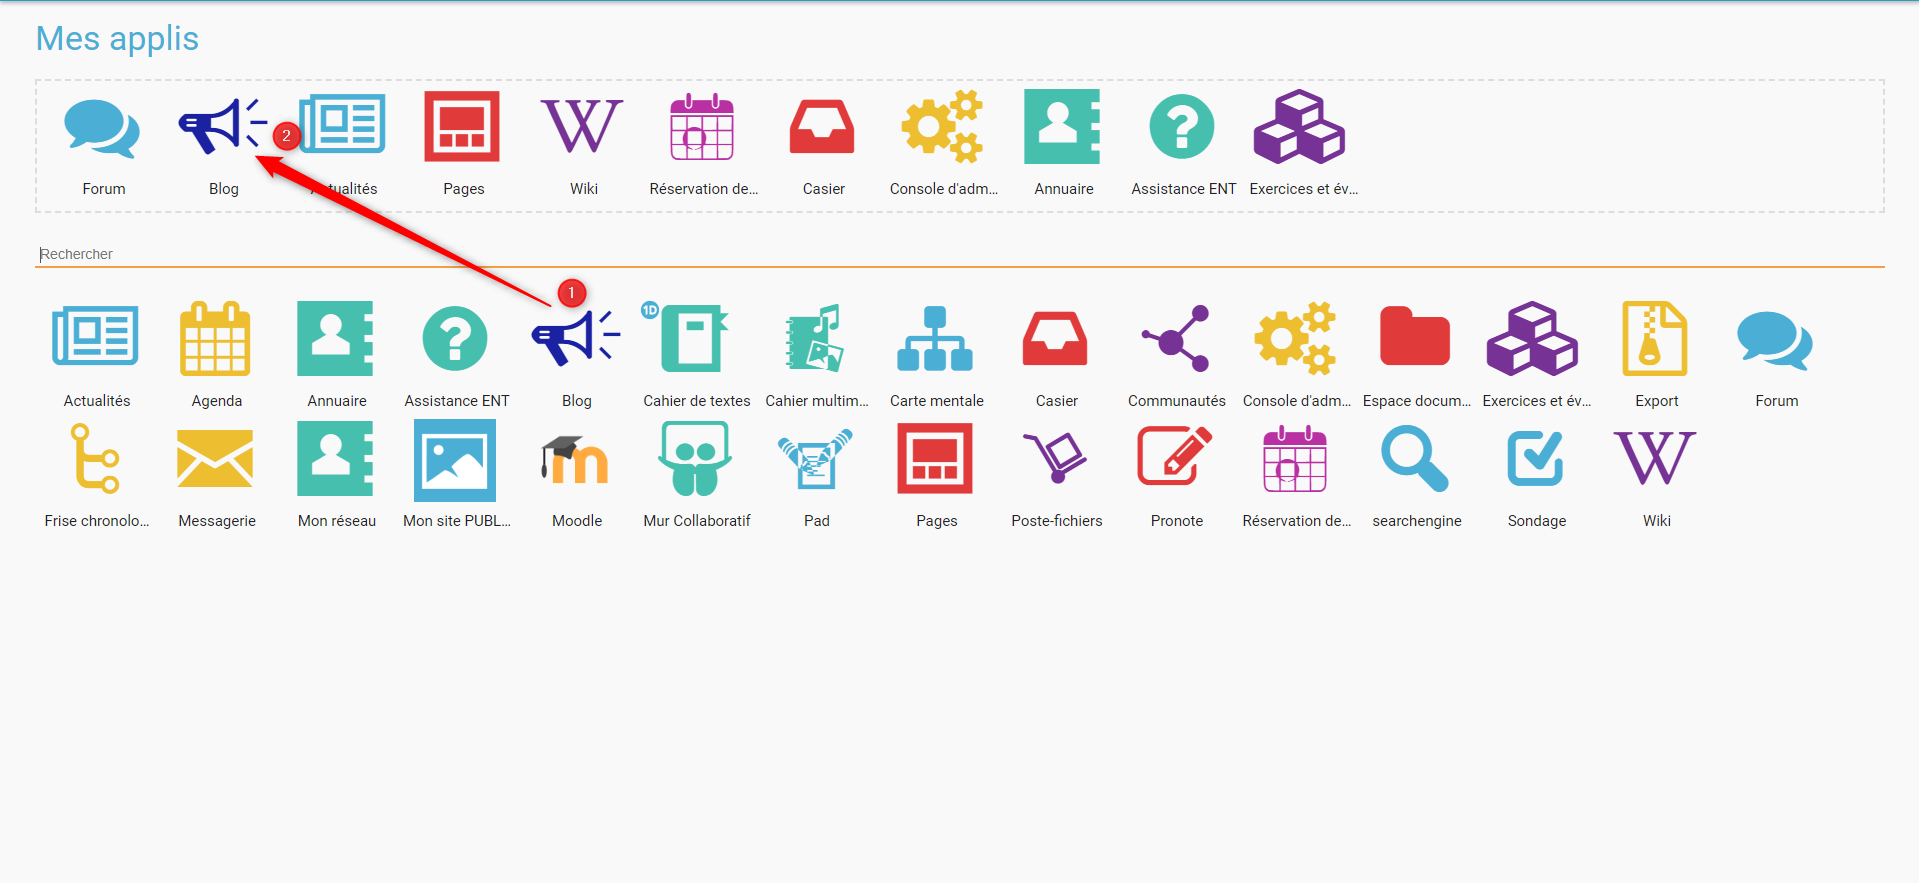 Mes applis
2
Forum Blog Actualités Pages Wiki Réservation de... Casier Console d'adm... Annuaire Assistance ENT Exercices et év...
Rechercher
1
1D
Actualités Agenda Annuaire Assistance ENT Blog Cahier de textes Cahier multim... Carte mentale Casier Communautés Console d'adm... Espace docum... Exercices et év... Export Forum
Frise chronolo... Messagerie Mon réseau Mon site PUBL... Moodle Mur Collaboratif Pad Pages Poste-fichiers Pronote Réservation de... searchengine Sondage Wiki